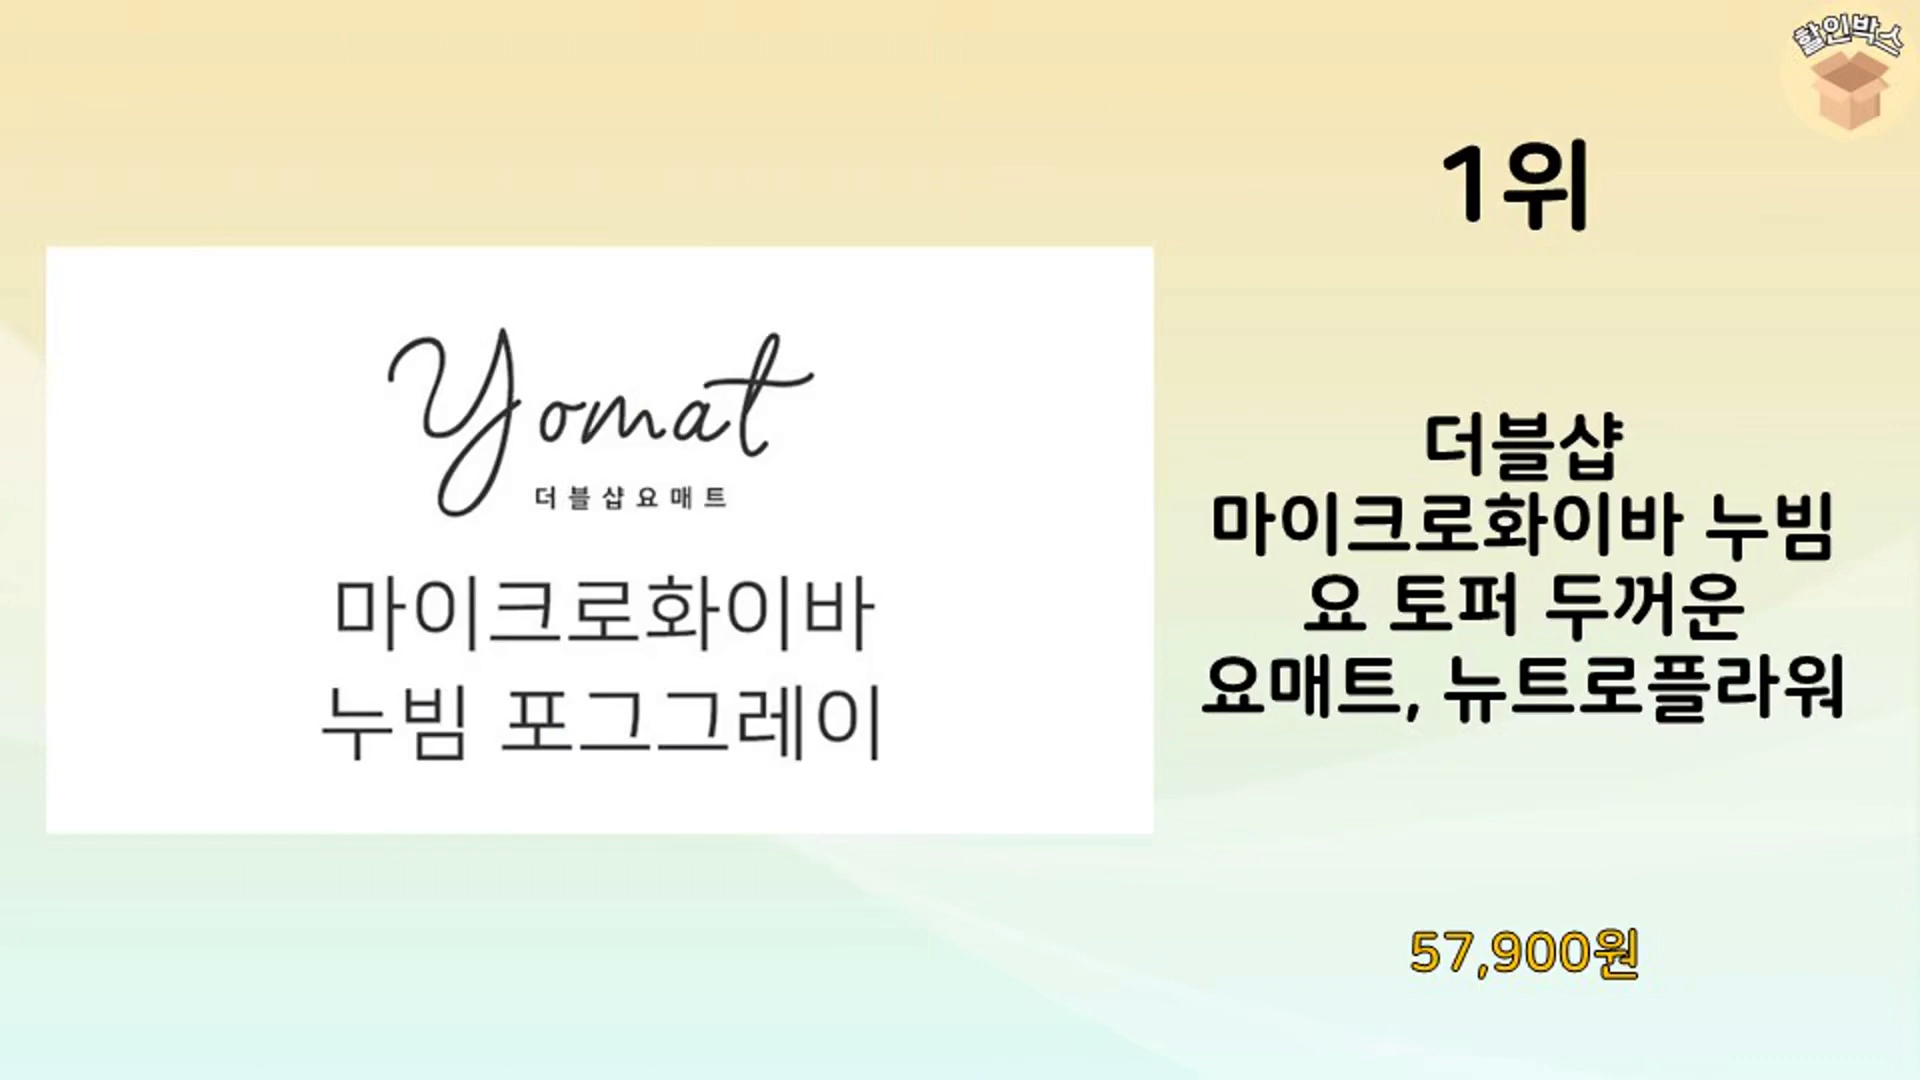 할인박스
1위
Yomat
더블샵요매트
마이크로화이바
누빔 포그그레이
더블샵
마이크로화이바 누빔
요 토퍼 두꺼운
요매트, 뉴트로플라워
57,900원